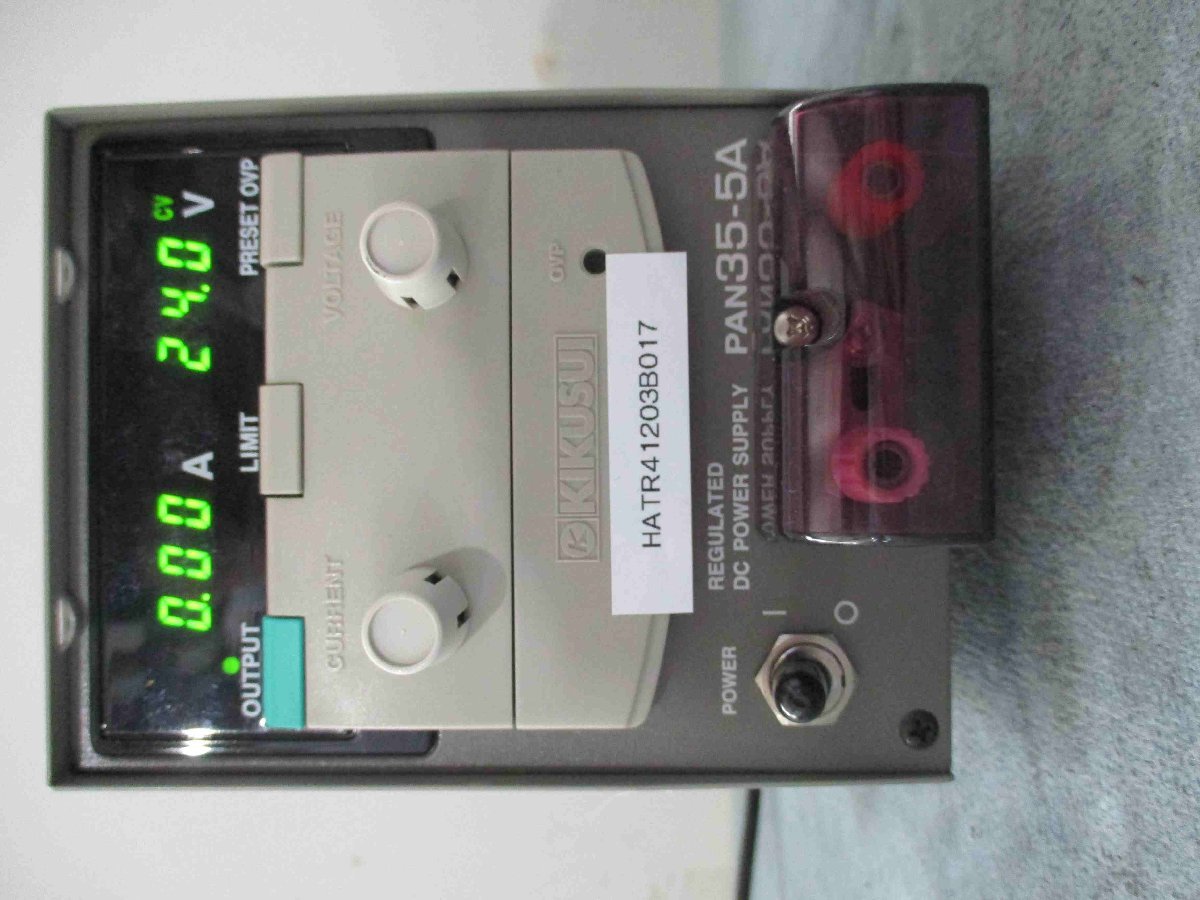 0.00 A 24.0 V CV
OUTPUT LIMIT PRESET OVP
CURRENT VOLTAGE
OVP
KIKUSUI
HATR41203B017
REGULATED
DC POWER SUPPLY PAN35-5A
POWER
I
O